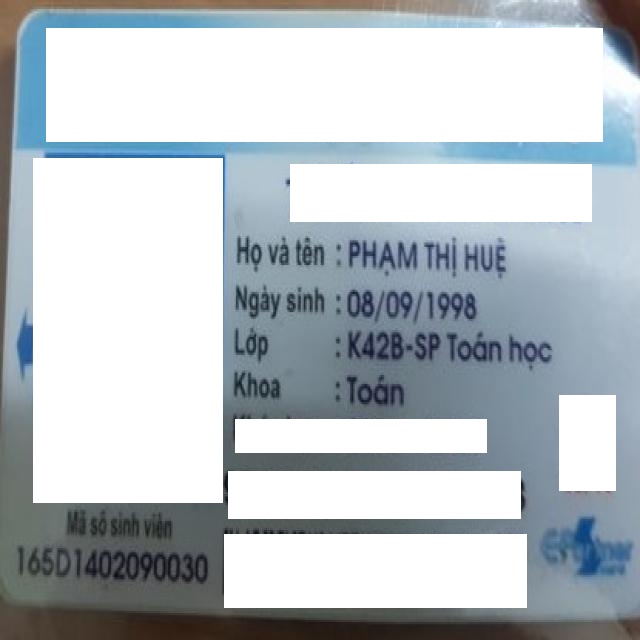 Họ và tên : PHẠM THỊ HUỆ
Ngày sinh : 08/09/1998
Lớp : K42B-SP Toán học
Khoa : Toán
Mã số sinh viên
165D1402090030